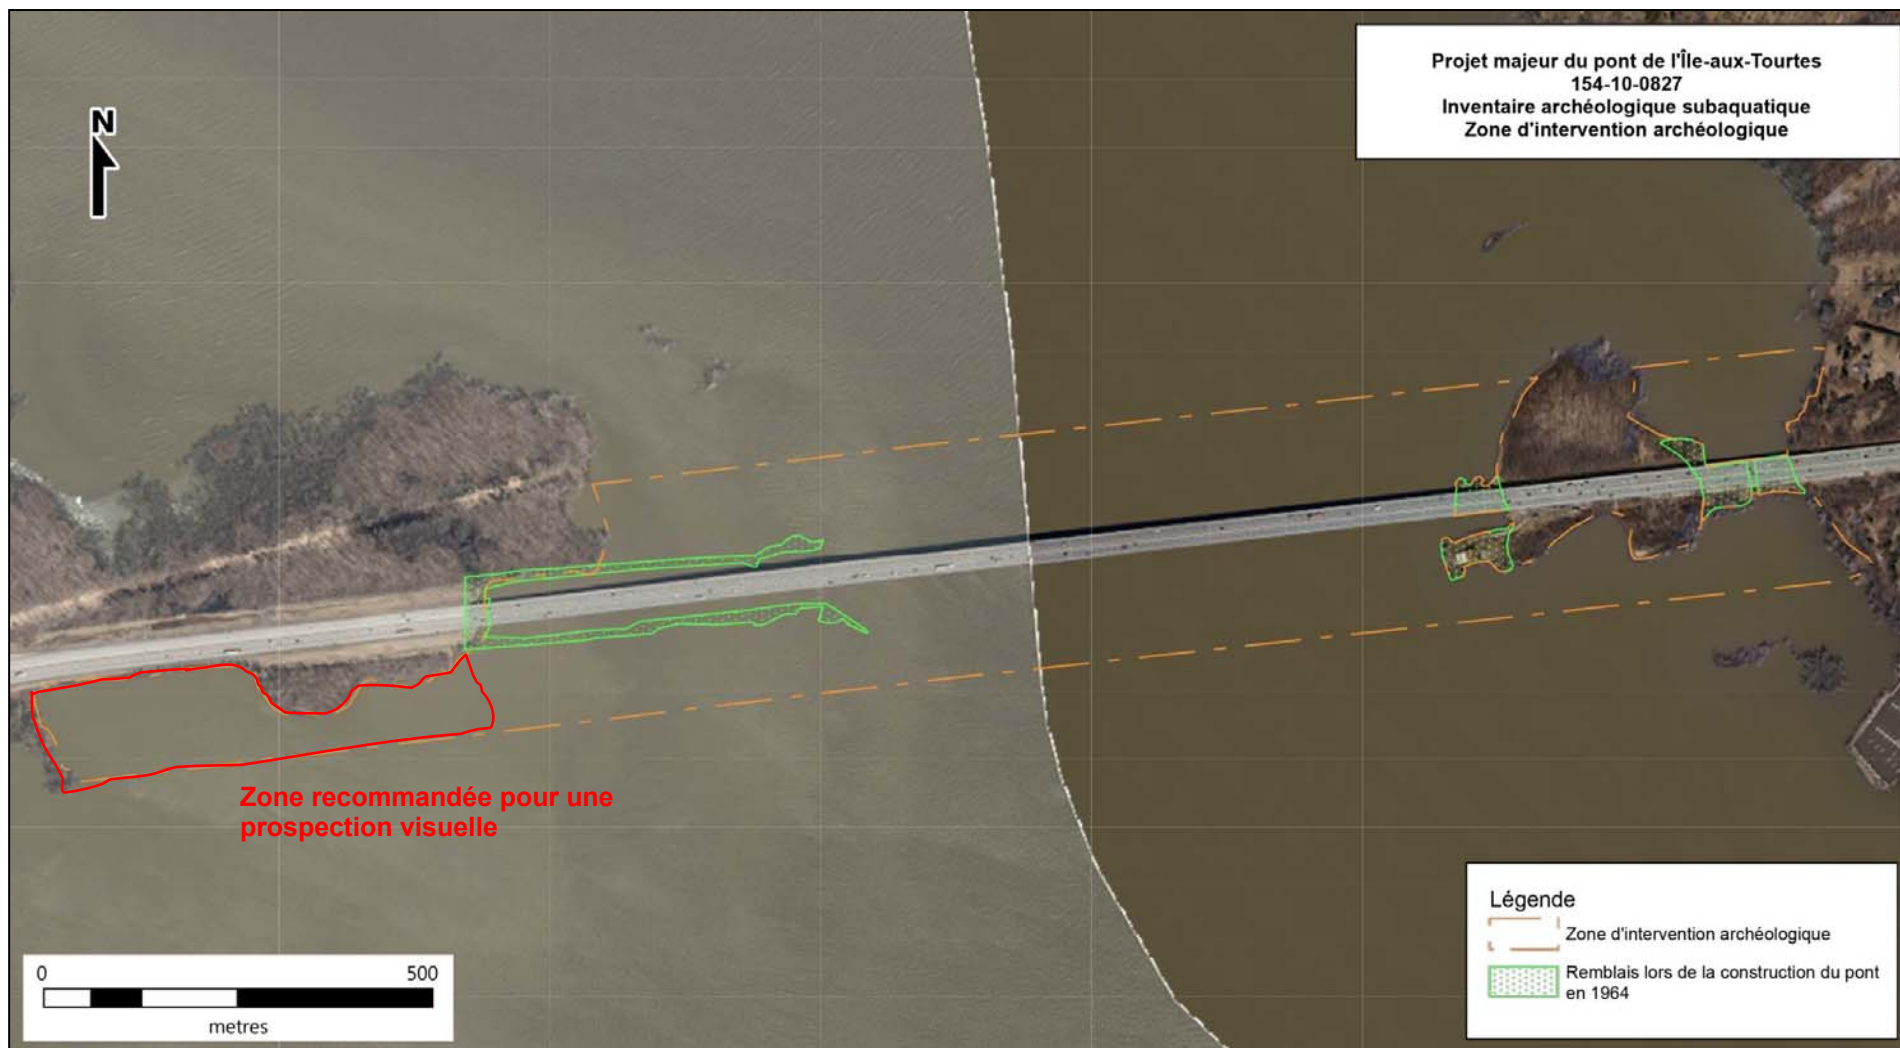 Projet majeur du pont de l'Île-aux-Tourtes
154-10-0827
Inventaire archéologique subaquatique
Zone d'intervention archéologique
N
Zone recommandée pour une
prospection visuelle
Légende
Zone d'intervention archéologique
Remblais lors de la construction du pont
en 1964
0 500
metres